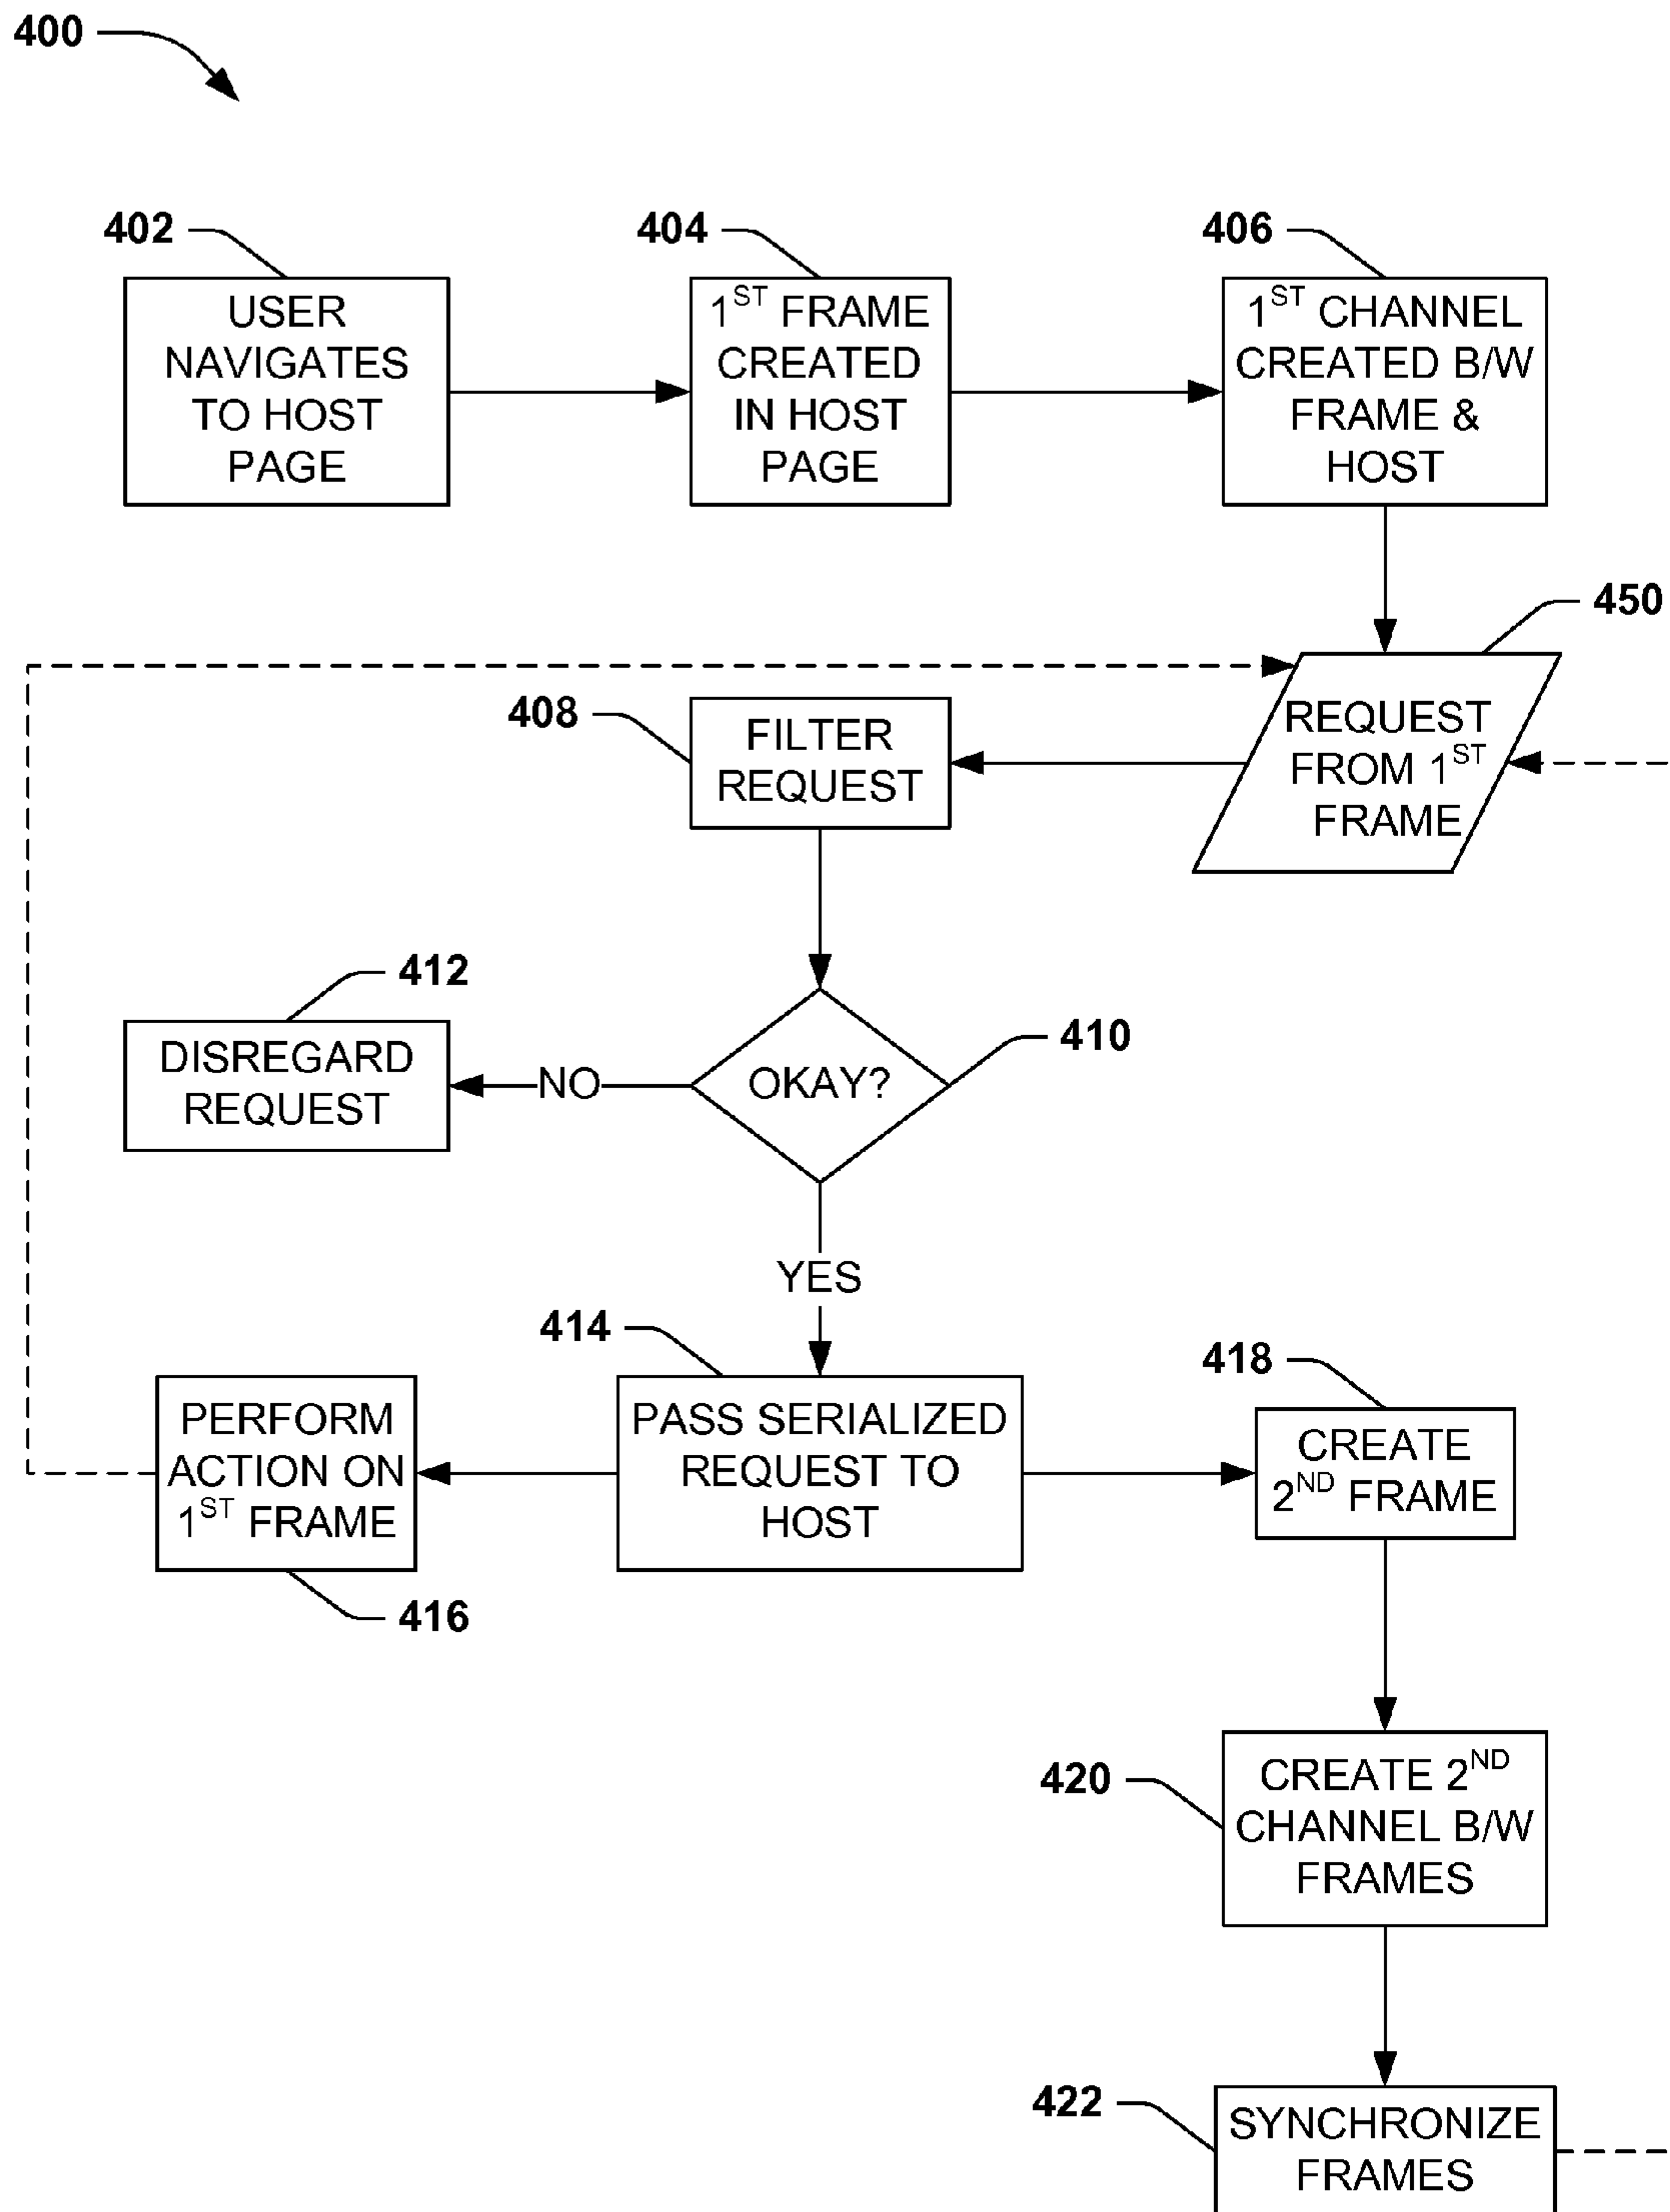 400
402
404
406
USER
NAVIGATES
TO HOST
PAGE
1ST FRAME
CREATED
IN HOST
PAGE
1ST CHANNEL
CREATED B/W
FRAME &
HOST
450
REQUEST
FROM 1ST
FRAME
408
FILTER
REQUEST
412
DISREGARD
REQUEST
NO
OKAY?
410
YES
414
418
PERFORM
ACTION ON
1ST FRAME
PASS SERIALIZED
REQUEST TO
HOST
CREATE
2ND FRAME
416
420
CREATE 2ND
CHANNEL B/W
FRAMES
422
SYNCHRONIZE
FRAMES